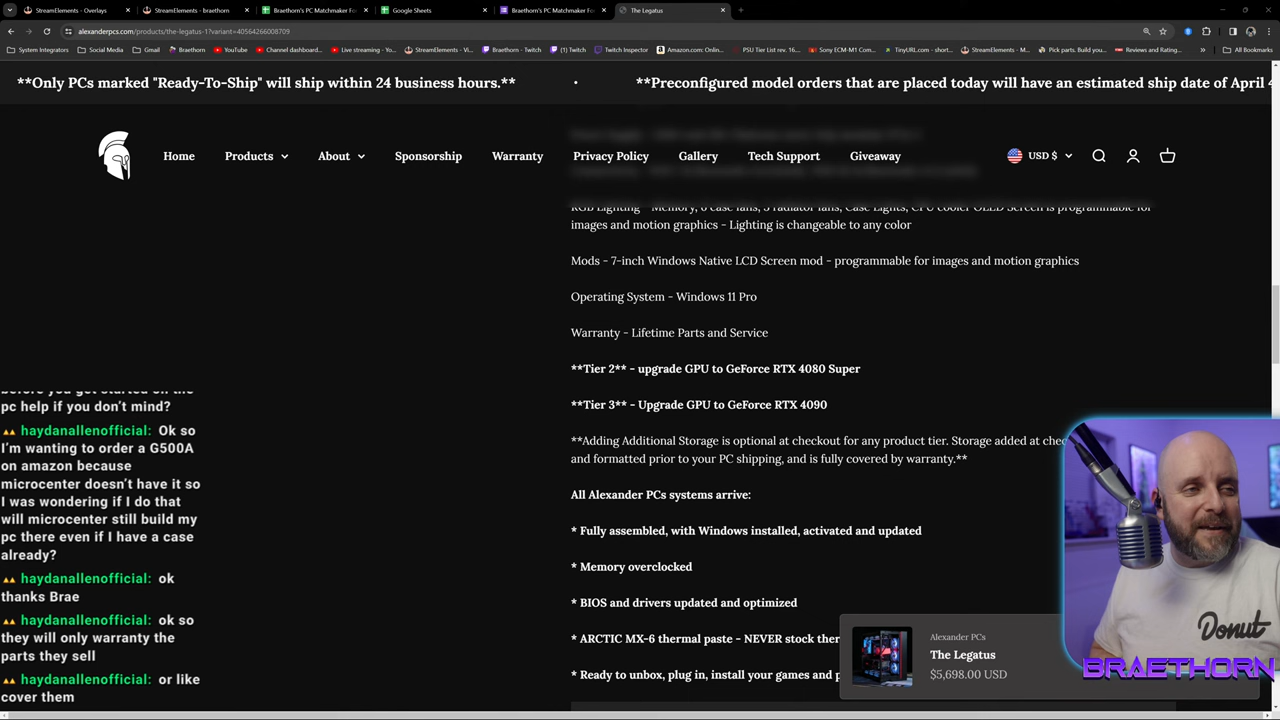 StreamElements - Overlays
StreamElements - braethorn
Braethorn's PC Matchmaker Fo
Google Sheets
Braethorn's PC Matchmaker Fo
The Legatus
alexanderpcs.com/products/the-legatus-1?variant=40564266008709
System Integrators
Social Media
Gmail
Braethorn
YouTube
Channel dashboard...
Live streaming - Yo...
StreamElements - Vi...
Braethorn - Twitch
(1) Twitch
Twitch Inspector
Amazon.com: Onlin...
PSU Tier List rev. 16....
Sony ECM-M1 Com...
TinyURL.com - short...
StreamElements - M...
Pick parts. Build you...
Reviews and Rating...
All Bookmarks
**Only PCs marked "Ready-To-Ship" will ship within 24 business hours.**
•
**Preconfigured model orders that are placed today will have an estimated ship date of April 4
Home
Products
About
Sponsorship
Warranty
Privacy Policy
Gallery
Tech Support
Giveaway
USD $
RGB Lighting - Memory, 6 case fans, 3 radiator fans, Case Lights, CPU cooler OLED Screen is programmable for
images and motion graphics - Lighting is changeable to any color
Mods - 7-inch Windows Native LCD Screen mod - programmable for images and motion graphics
Operating System - Windows 11 Pro
Warranty - Lifetime Parts and Service
**Tier 2** - upgrade GPU to GeForce RTX 4080 Super
**Tier 3** - Upgrade GPU to GeForce RTX 4090
**Adding Additional Storage is optional at checkout for any product tier. Storage added at chec
and formatted prior to your PC shipping, and is fully covered by warranty.**
All Alexander PCs systems arrive:
* Fully assembled, with Windows installed, activated and updated
* Memory overclocked
* BIOS and drivers updated and optimized
* ARCTIC MX-6 thermal paste - NEVER stock ther
* Ready to unbox, plug in, install your games and p
before you get started on the
pc help if you don't mind?
haydanallenofficial: Ok so
I'm wanting to order a G500A
on amazon because
microcenter doesn't have it so
I was wondering if I do that
will microcenter still build my
pc there even if I have a case
already?
haydanallenofficial: ok
thanks Brae
haydanallenofficial: ok so
they will only warranty the
parts they sell
haydanallenofficial: or like
cover them
Alexander PCs
The Legatus
$5,698.00 USD
Donut
BRAETHORN